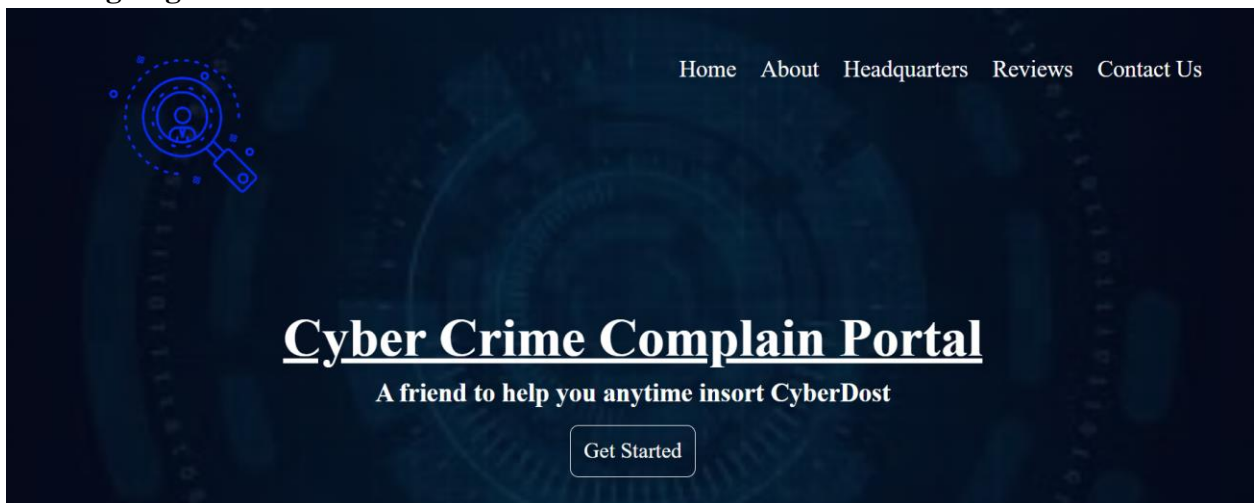 Home About Headquarters Reviews Contact Us
Cyber Crime Complain Portal
A friend to help you anytime insort CyberDost
Get Started